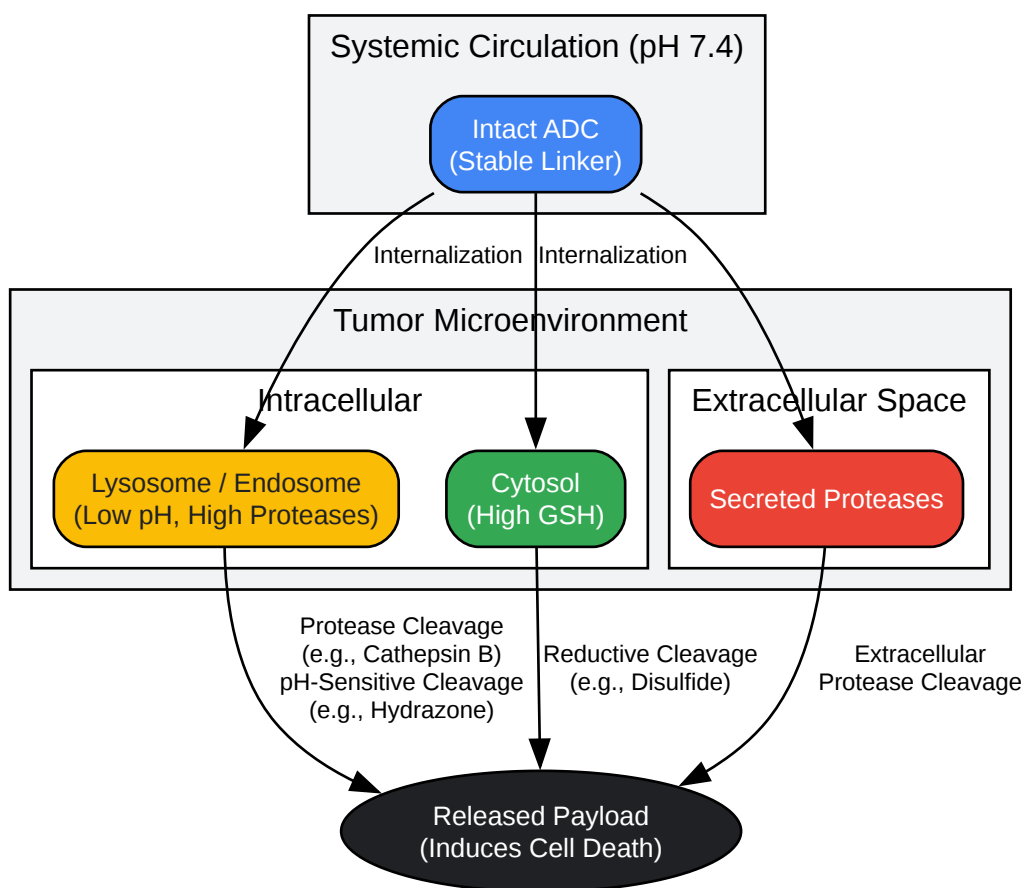 Systemic Circulation (pH 7.4)
Intact ADC
(Stable Linker)
Internalization
Internalization
Tumor Microenvironment
Intracellular
Extracellular Space
Lysosome / Endosome
(Low pH, High Proteases)
Cytosol
(High GSH)
Secreted Proteases
Protease Cleavage
(e.g., Cathepsin B)
pH-Sensitive Cleavage
(e.g., Hydrazone)
Reductive Cleavage
(e.g., Disulfide)
Extracellular
Protease Cleavage
Released Payload
(Induces Cell Death)